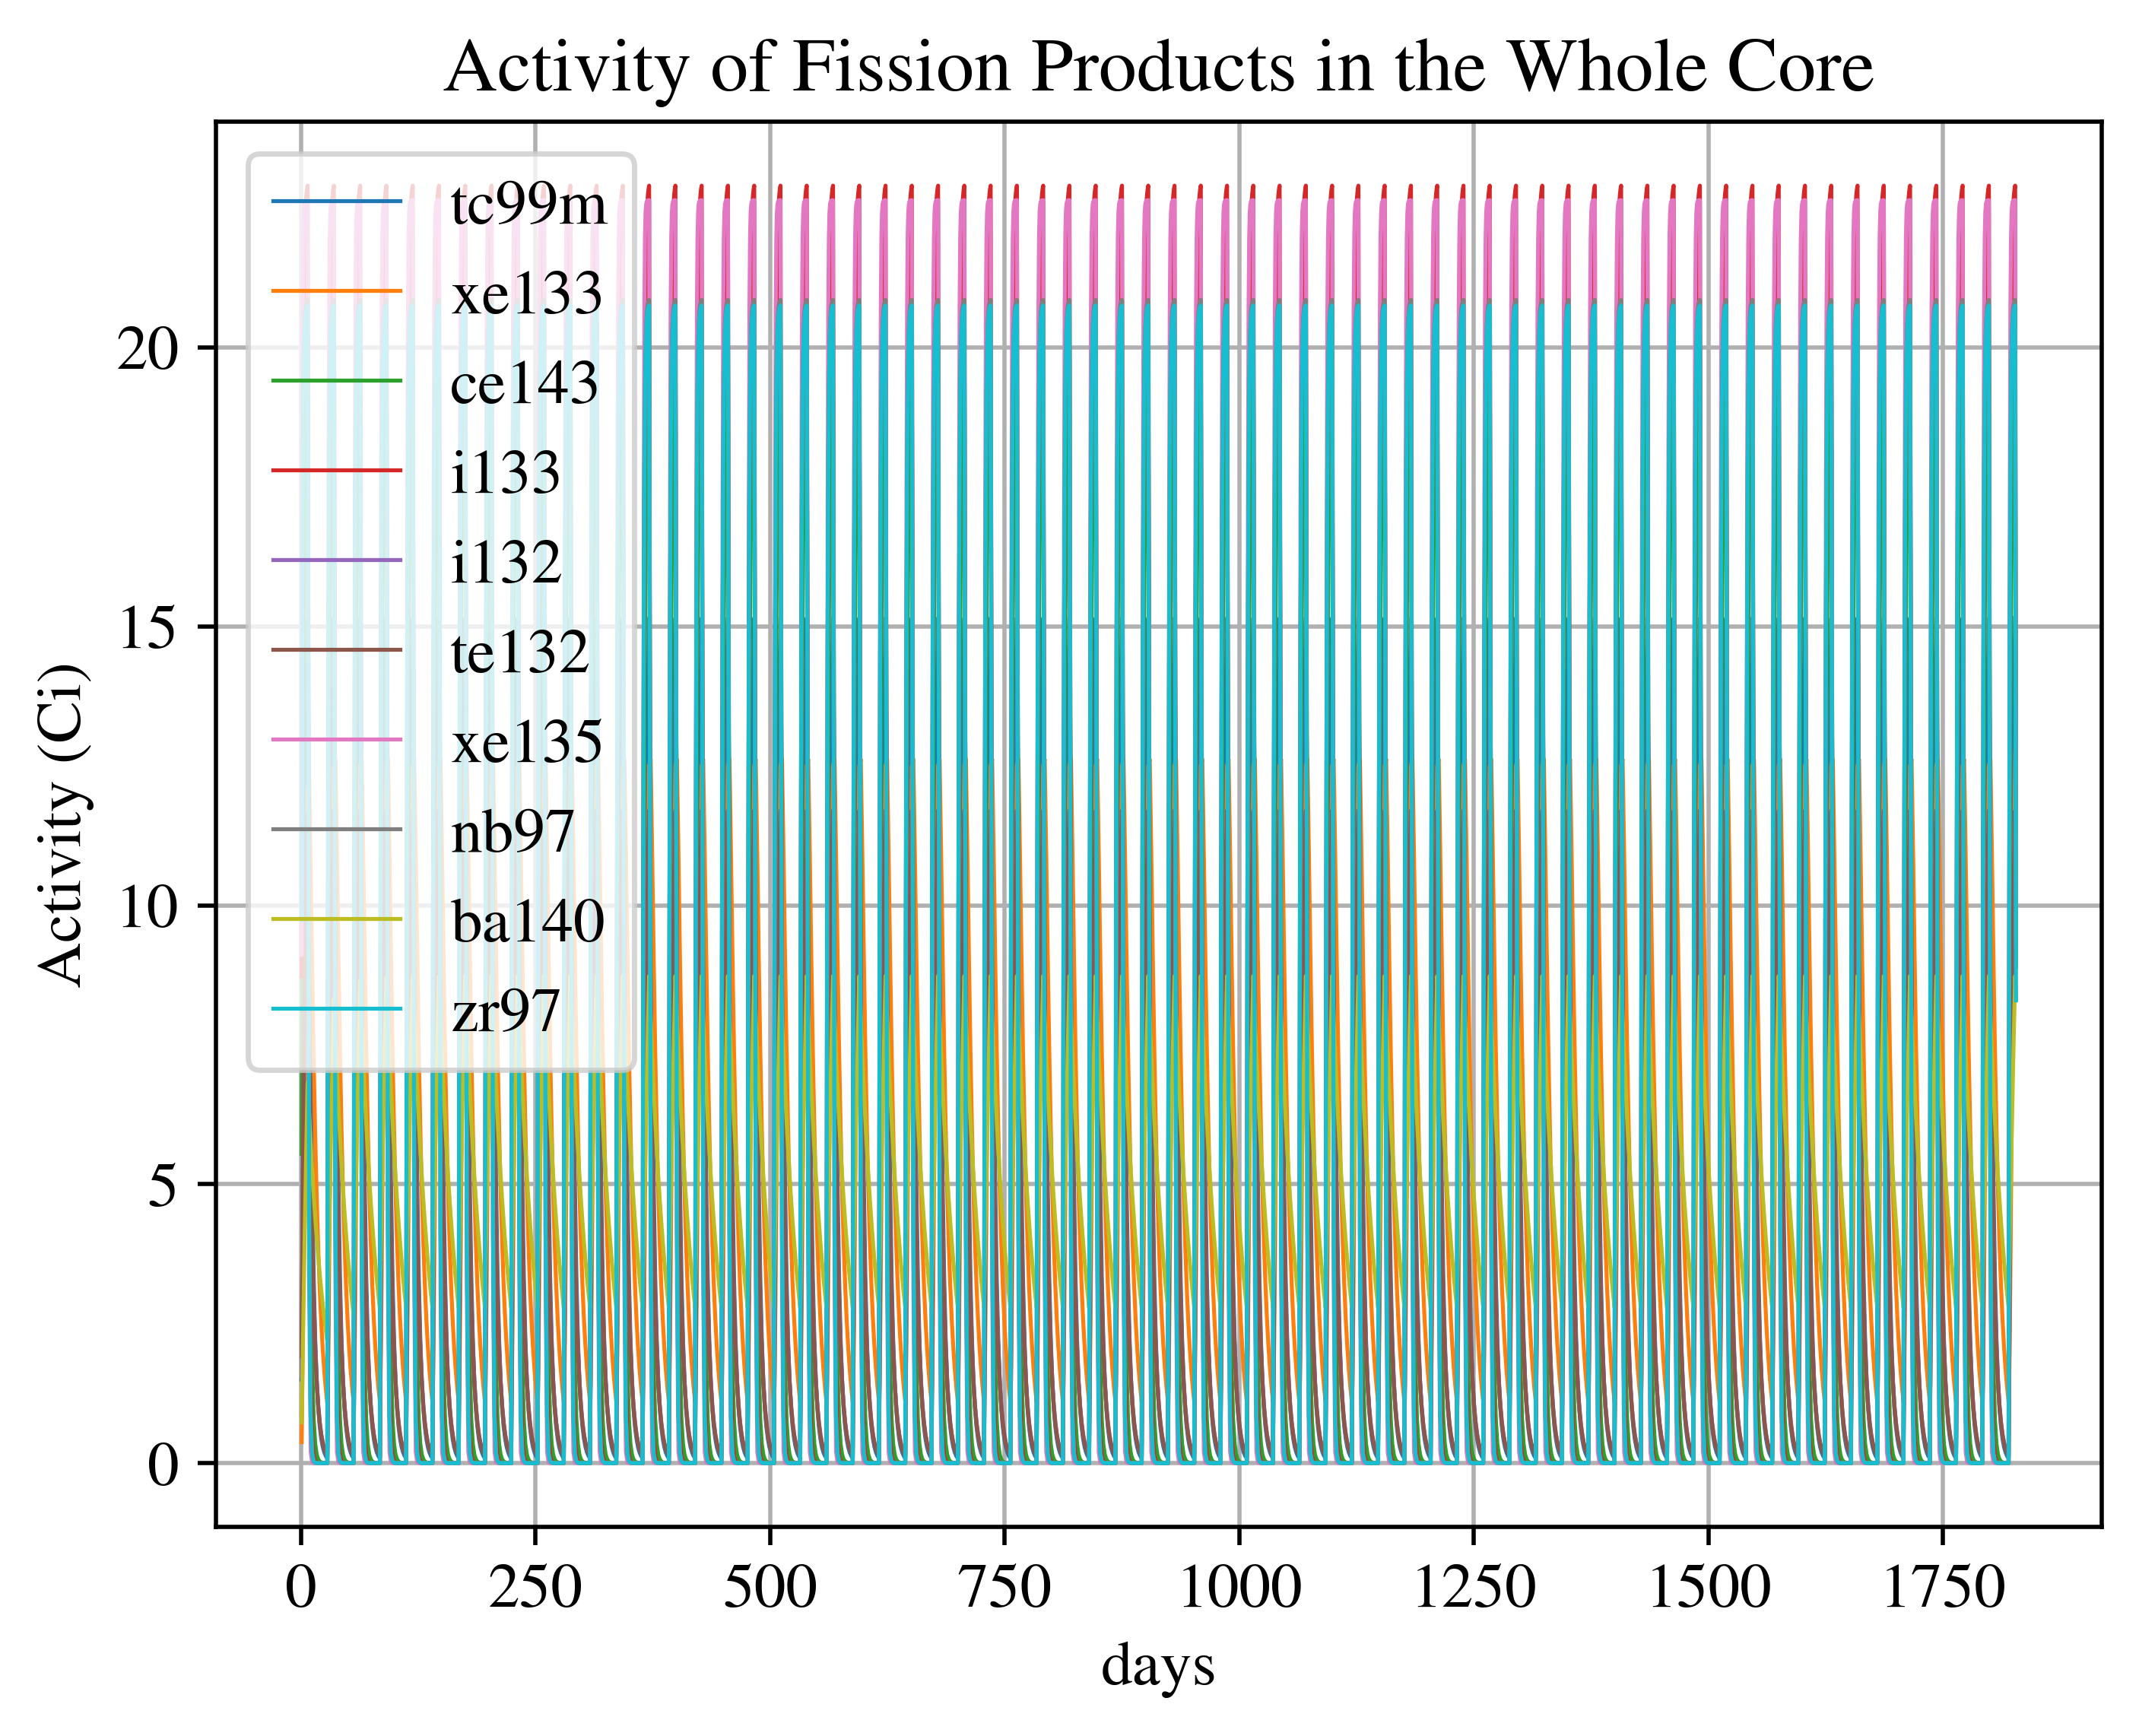 Activity of Fission Products in the Whole Core
tc99m
xe133
ce143
i133
i132
te132
xe135
nb97
ba140
zr97
Activity (Ci)
20
15
10
5
0
0 250 500 750 1000 1250 1500 1750
days